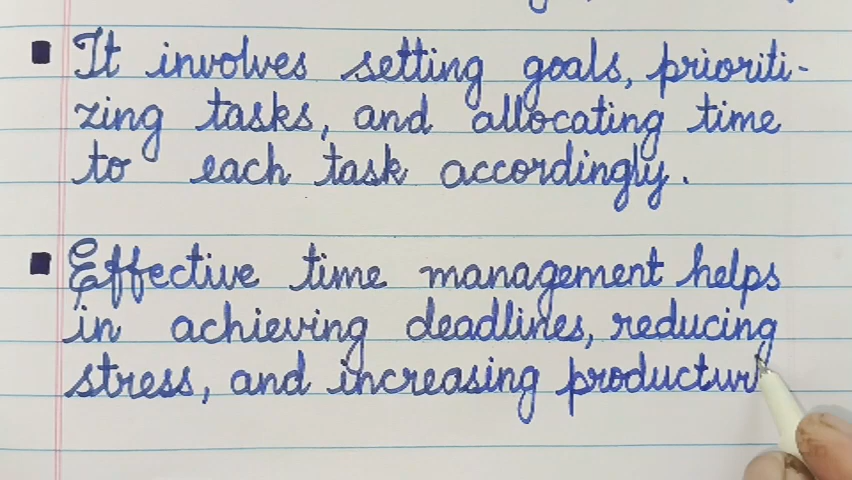 It involves setting goals, prioriti-
zing tasks, and allocating time
to each task accordingly.
Effective time management helps
in achieving deadlines, reducing
stress, and increasing